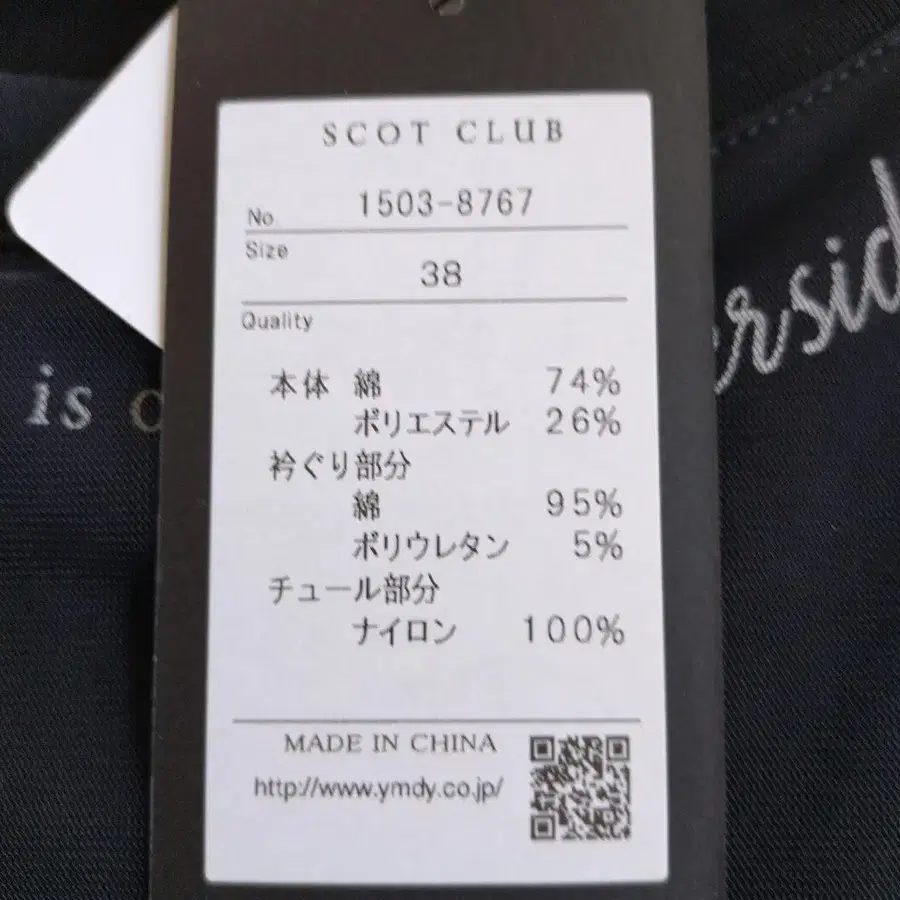 SCOT CLUB
No. 1503-8767
Size
38
Quality
本体 綿 74%
ポリエステル 26%
衿ぐり部分
綿 95%
ポリウレタン 5%
チュール部分
ナイロン 100%
MADE IN CHINA
http://www.ymdy.co.jp/
is